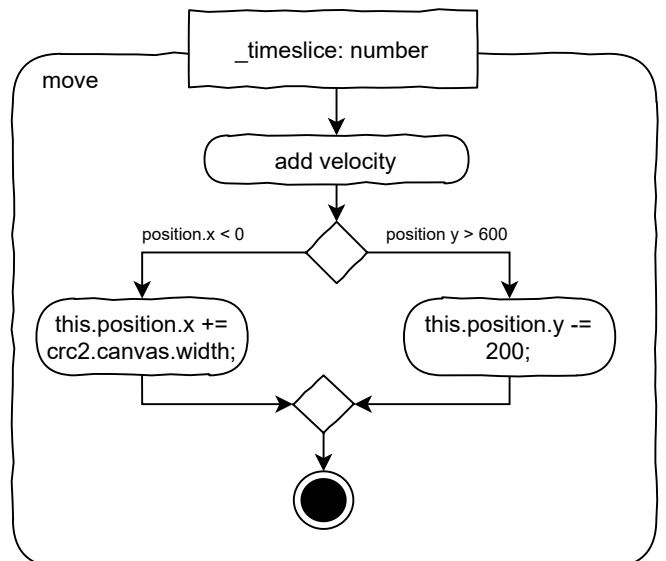 _timeslice: number
move
add velocity
position.x < 0
position y > 600
this.position.x +=
crc2.canvas.width;
this.position.y -=
200;